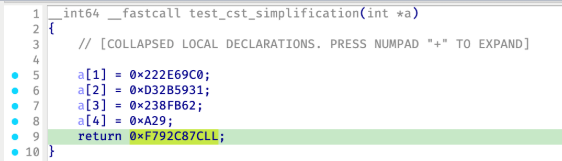 1 __int64 __fastcall test_cst_simplification(int *a)
2 {
3 // [COLLAPSED LOCAL DECLARATIONS. PRESS NUMPAD "+" TO EXPAND]
4
5 a[1] = 0x222E69C0;
6 a[2] = 0xD32B5931;
7 a[3] = 0x238FB62;
8 a[4] = 0xA29;
9 return 0xF792C87CLL;
10 }